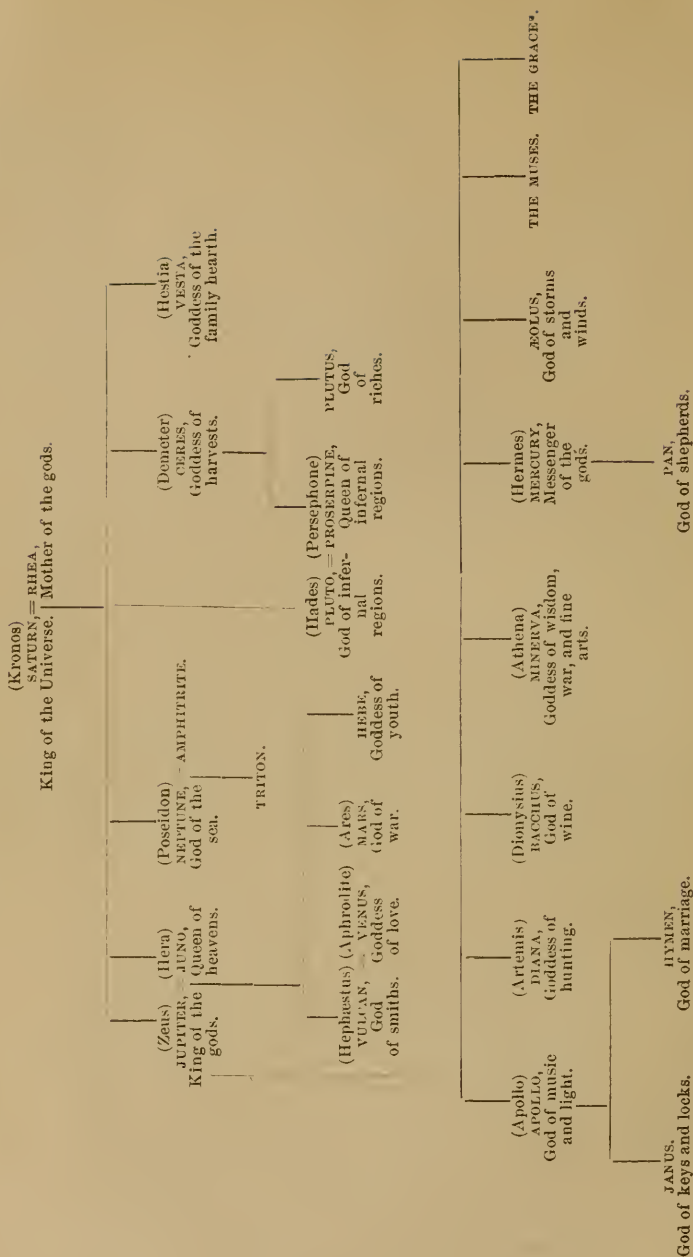 (Kronos)
SATURN, = RHEA,
King of the Universe. Mother of the gods.
(Zeus)
JUPITER, =
King of the
gods.
(Hera)
JUNO,
Queen of
heavens.
(Poseidon)
NEPTUNE, - AMPHITRITE.
God of the
sea.
TRITON.
(Demeter)
CERES,
Goddess of
harvests.
(Hestia)
VESTA,
Goddess of the
family hearth.
(Hephæstus)
VULCAN, =
God
of smiths.
(Aphrodite)
VENUS,
Goddess
of love.
(Ares)
MARS,
God of
war.
HEBE,
Goddess of
youth.
(Hades)
PLUTO, =
God of infer-
nal
regions.
(Persephone)
PROSERPINE,
Queen of
infernal
regions.
PLUTUS,
God
of
riches.
(Apollo)
APOLLO,
God of music
and light.
(Artemis)
DIANA,
Goddess of
hunting.
(Dionysius)
BACCHUS,
God of
wine.
(Athena)
MINERVA,
Goddess of wisdom,
war, and fine
arts.
(Hermes)
MERCURY,
Messenger
of the
gods.
ÆOLUS,
God of storms
and
winds.
THE MUSES. THE GRACES.
JANUS.
God of keys and locks.
HYMEN,
God of marriage.
PAN,
God of shepherds.